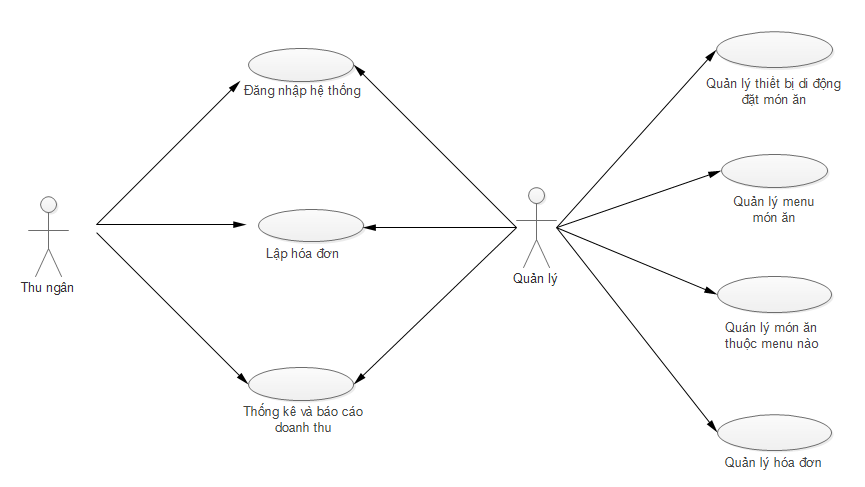 Đăng nhập hệ thống
Quản lý thiết bị di động
đặt món ăn
Quản lý menu
món ăn
Lập hóa đơn
Thu ngân
Quản lý
Quán lý món ăn
thuộc menu nào
Thống kê và báo cáo
doanh thu
Quản lý hóa đơn